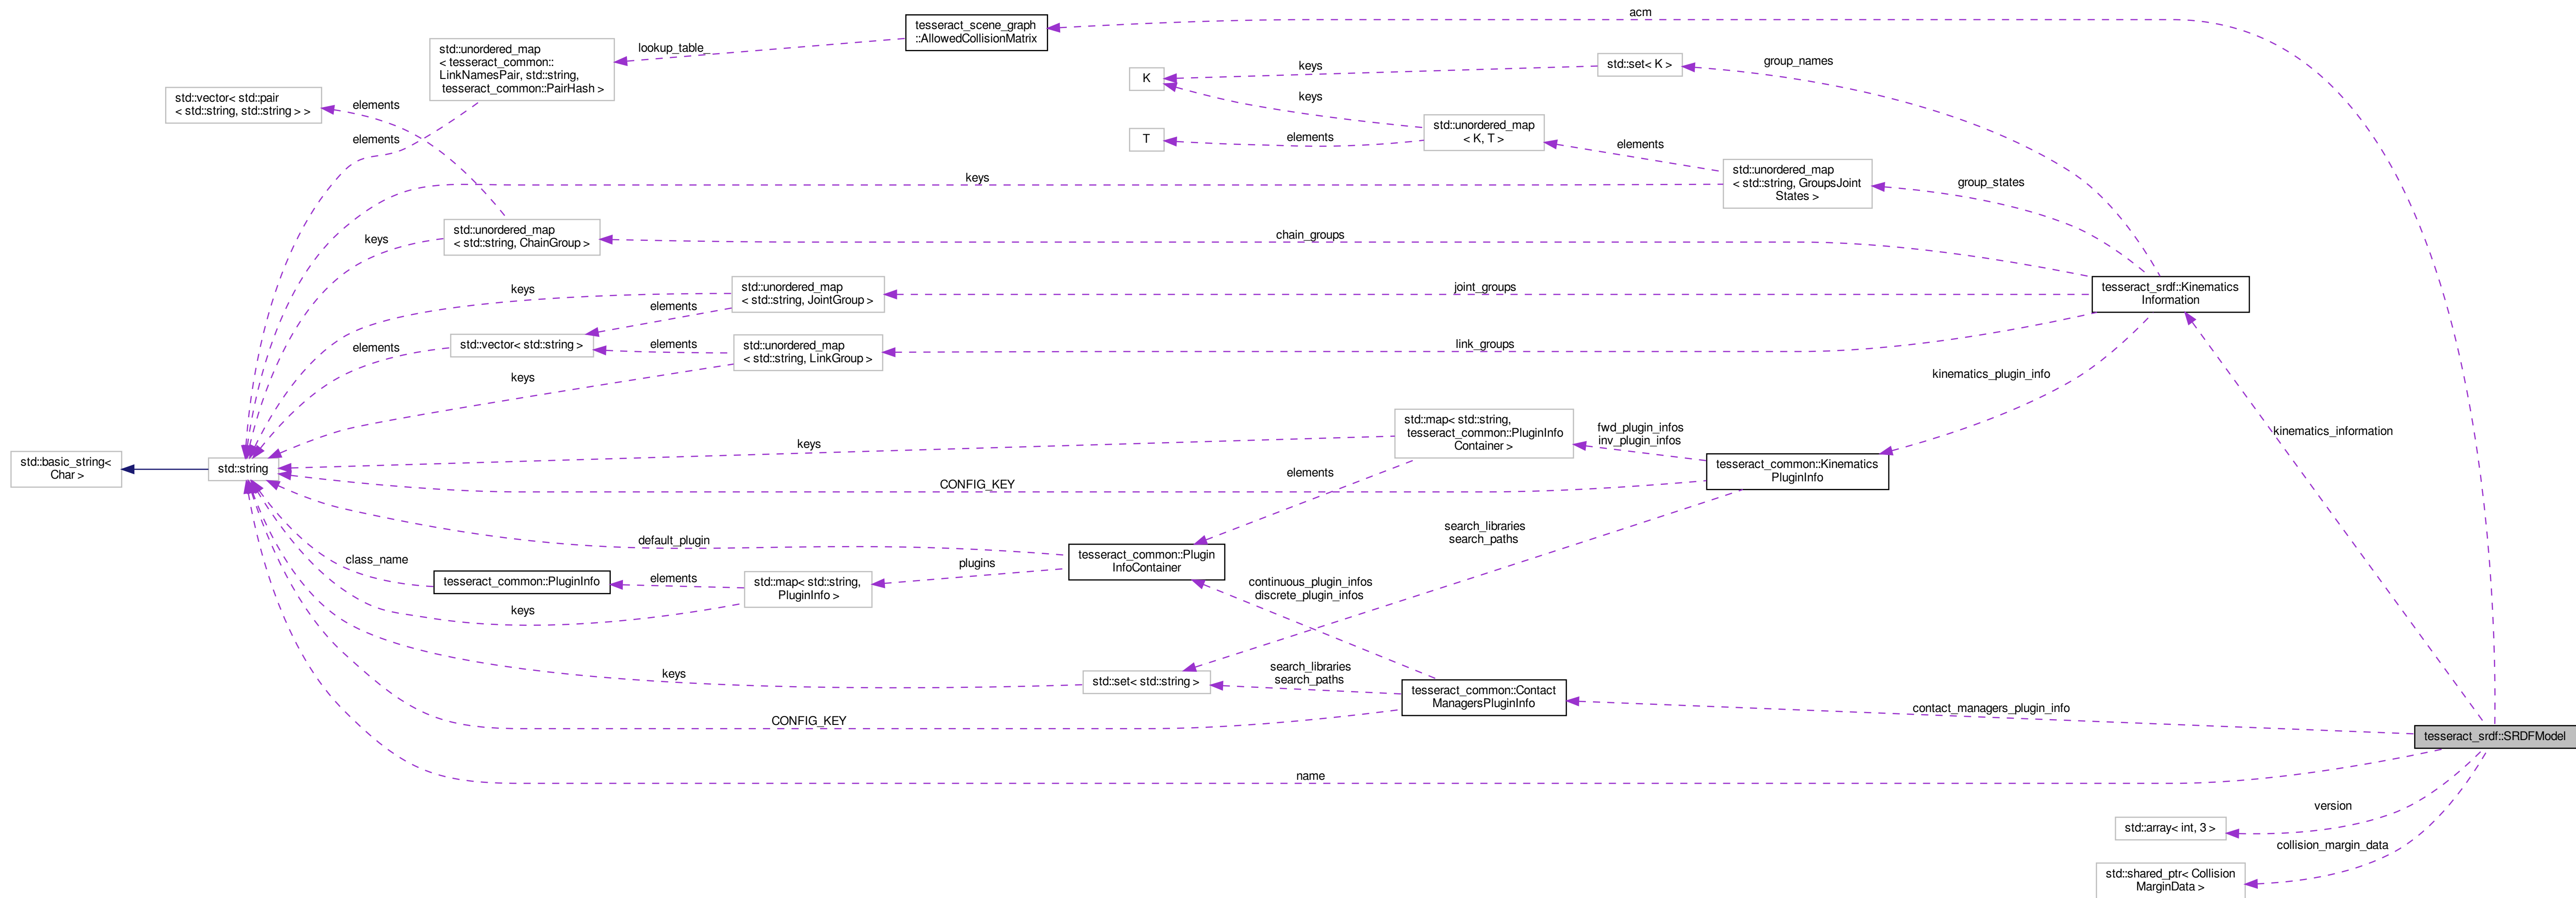 acm
tesseract_scene_graph
::AllowedCollisionMatrix
std::unordered_map
< tesseract_common::
LinkNamesPair, std::string,
tesseract_common::PairHash >
lookup_table
std::set< K >
group_names
keys
K
std::vector< std::pair
< std::string, std::string > >
elements
keys
std::unordered_map
< K, T >
elements
T
elements
elements
std::unordered_map
< std::string, GroupsJoint
States >
group_states
keys
std::unordered_map
< std::string, ChainGroup >
keys
chain_groups
std::unordered_map
< std::string, JointGroup >
keys
elements
joint_groups
tesseract_srdf::Kinematics
Information
std::vector< std::string >
elements
elements
std::unordered_map
< std::string, LinkGroup >
link_groups
keys
kinematics_plugin_info
std::map< std::string,
tesseract_common::PluginInfo
Container >
fwd_plugin_infos
inv_plugin_infos
kinematics_information
keys
std::basic_string<
Char >
std::string
elements
tesseract_common::Kinematics
PluginInfo
CONFIG_KEY
search_libraries
search_paths
default_plugin
tesseract_common::Plugin
InfoContainer
class_name
plugins
tesseract_common::PluginInfo
elements
std::map< std::string,
PluginInfo >
continuous_plugin_infos
discrete_plugin_infos
keys
keys
std::set< std::string >
search_libraries
search_paths
tesseract_common::Contact
ManagersPluginInfo
contact_managers_plugin_info
CONFIG_KEY
tesseract_srdf::SRDFModel
name
version
std::array< int, 3 >
collision_margin_data
std::shared_ptr< Collision
MarginData >